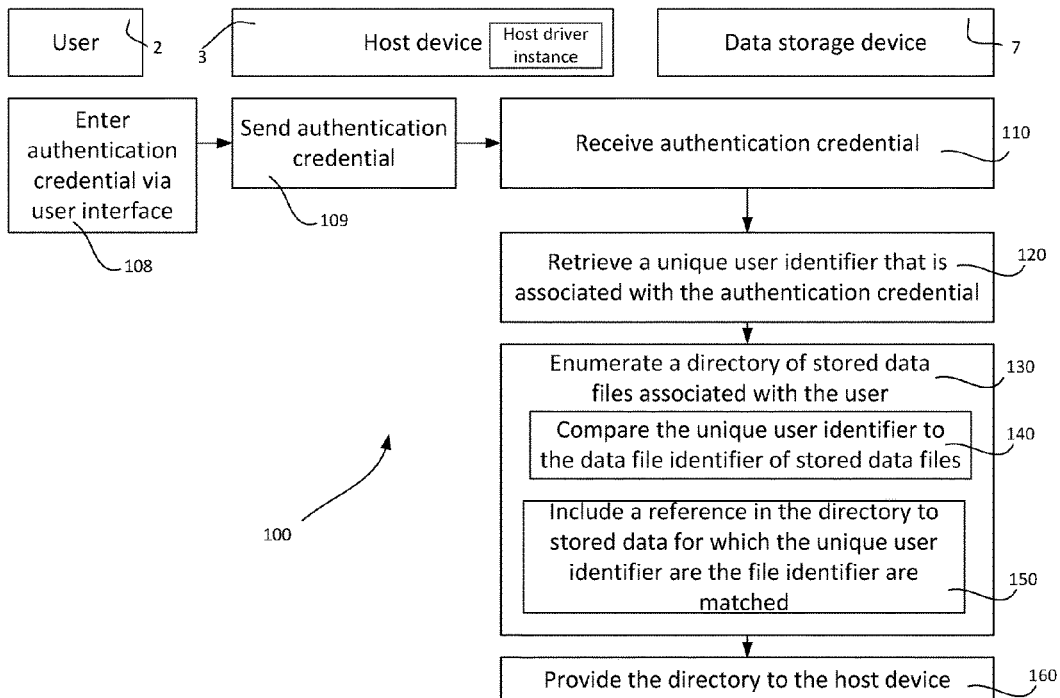 User
2
3
Host device
Host driver
instance
Data storage device
7
Enter
authentication
credential via
user interface
108
Send authentication
credential
109
Receive authentication credential
110
Retrieve a unique user identifier that is
associated with the authentication credential
120
Enumerate a directory of stored data
files associated with the user
130
Compare the unique user identifier to
the data file identifier of stored data files
140
Include a reference in the directory to
stored data for which the unique user
identifier are the file identifier are
matched
150
100
Provide the directory to the host device
160